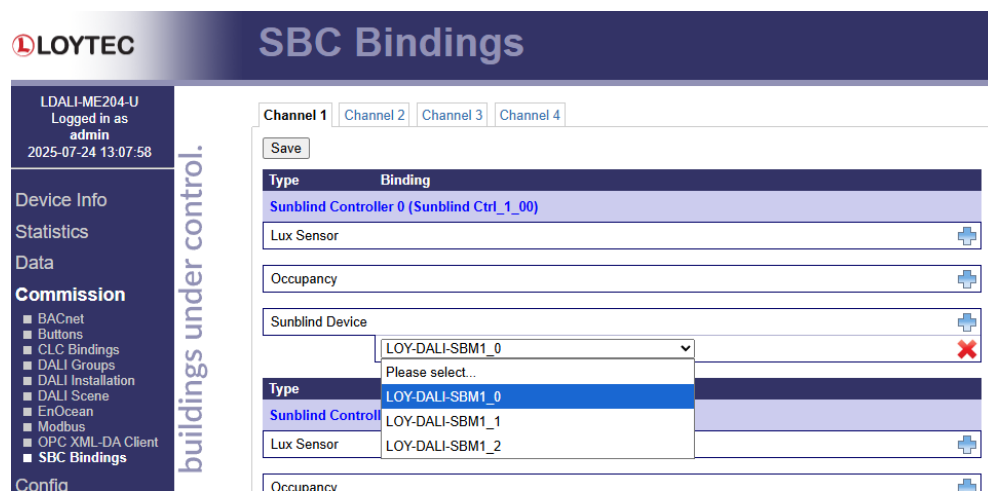 LOYTEC
SBC Bindings
LDALI-ME204-U
Logged in as
admin
2025-07-24 13:07:58
Device Info
Statistics
Data
Commission
BACnet
Buttons
CLC Bindings
DALI Groups
DALI Installation
DALI Scene
EnOcean
Modbus
OPC XML-DA Client
SBC Bindings
Config
buildings under control.
Channel 1 Channel 2 Channel 3 Channel 4
Save
Type Binding
Sunblind Controller 0 (Sunblind Ctrl_1_00)
Lux Sensor
Occupancy
Sunblind Device
LOY-DALI-SBM1_0
Please select...
LOY-DALI-SBM1_0
LOY-DALI-SBM1_1
LOY-DALI-SBM1_2
Type
Sunblind Control
Lux Sensor
Occupancy